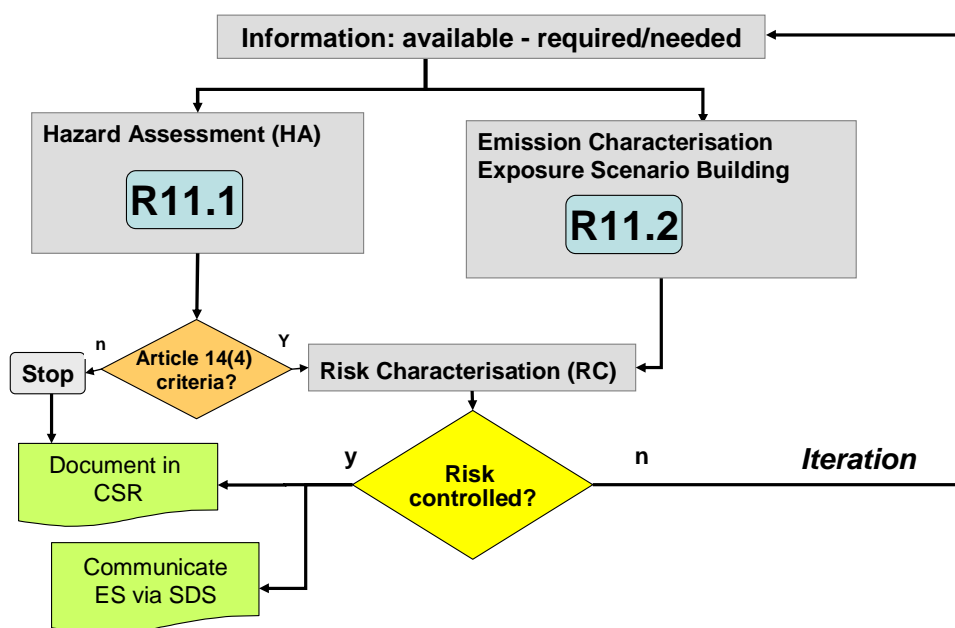 Information: available - required/needed
Hazard Assessment (HA)
R11.1
Emission Characterisation
Exposure Scenario Building
R11.2
n
Article 14(4)
criteria?
Y
Stop
Risk Characterisation (RC)
Document in
CSR
y
Risk
controlled?
n
Iteration
Communicate
ES via SDS